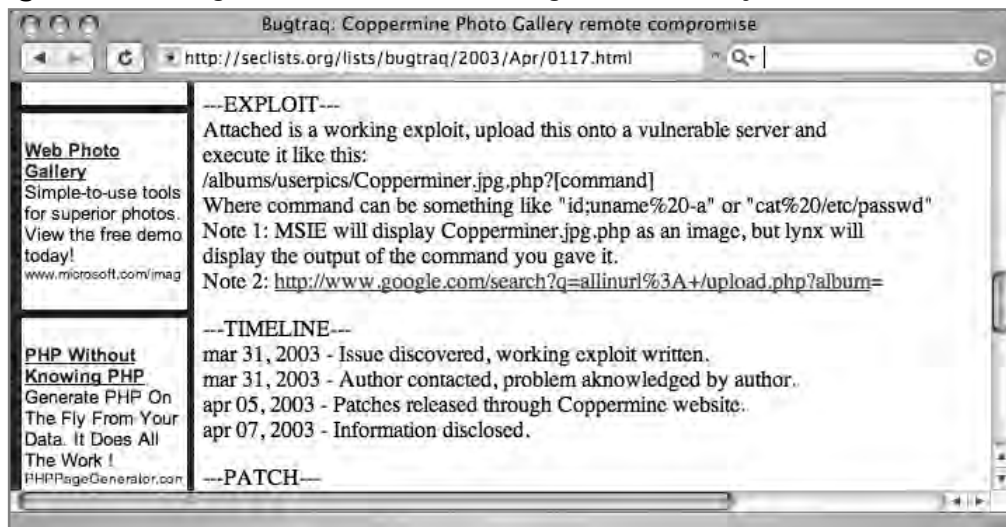 Bugtraq: Coppermine Photo Gallery remote compromise
http://seclists.org/lists/bugtraq/2003/Apr/0117.html
Web Photo
Gallery
Simple-to-use tools
for superior photos.
View the free demo
today!
www.microsoft.com/imag
PHP Without
Knowing PHP
Generate PHP On
The Fly From Your
Data. It Does All
The Work !
PHPPageGenerator.com
---EXPLOIT---
Attached is a working exploit, upload this onto a vulnerable server and
execute it like this:
/albums/userpics/Copperminer.jpg.php?[command]
Where command can be something like "id;uname%20-a" or "cat%20/etc/passwd"
Note 1: MSIE will display Copperminer.jpg.php as an image, but lynx will
display the output of the command you gave it.
Note 2: http://www.google.com/search?q=allinurl%3A+/upload.php?album=
---TIMELINE---
mar 31, 2003 - Issue discovered, working exploit written.
mar 31, 2003 - Author contacted, problem aknowledged by author.
apr 05, 2003 - Patches released through Coppermine website.
apr 07, 2003 - Information disclosed.
---PATCH---